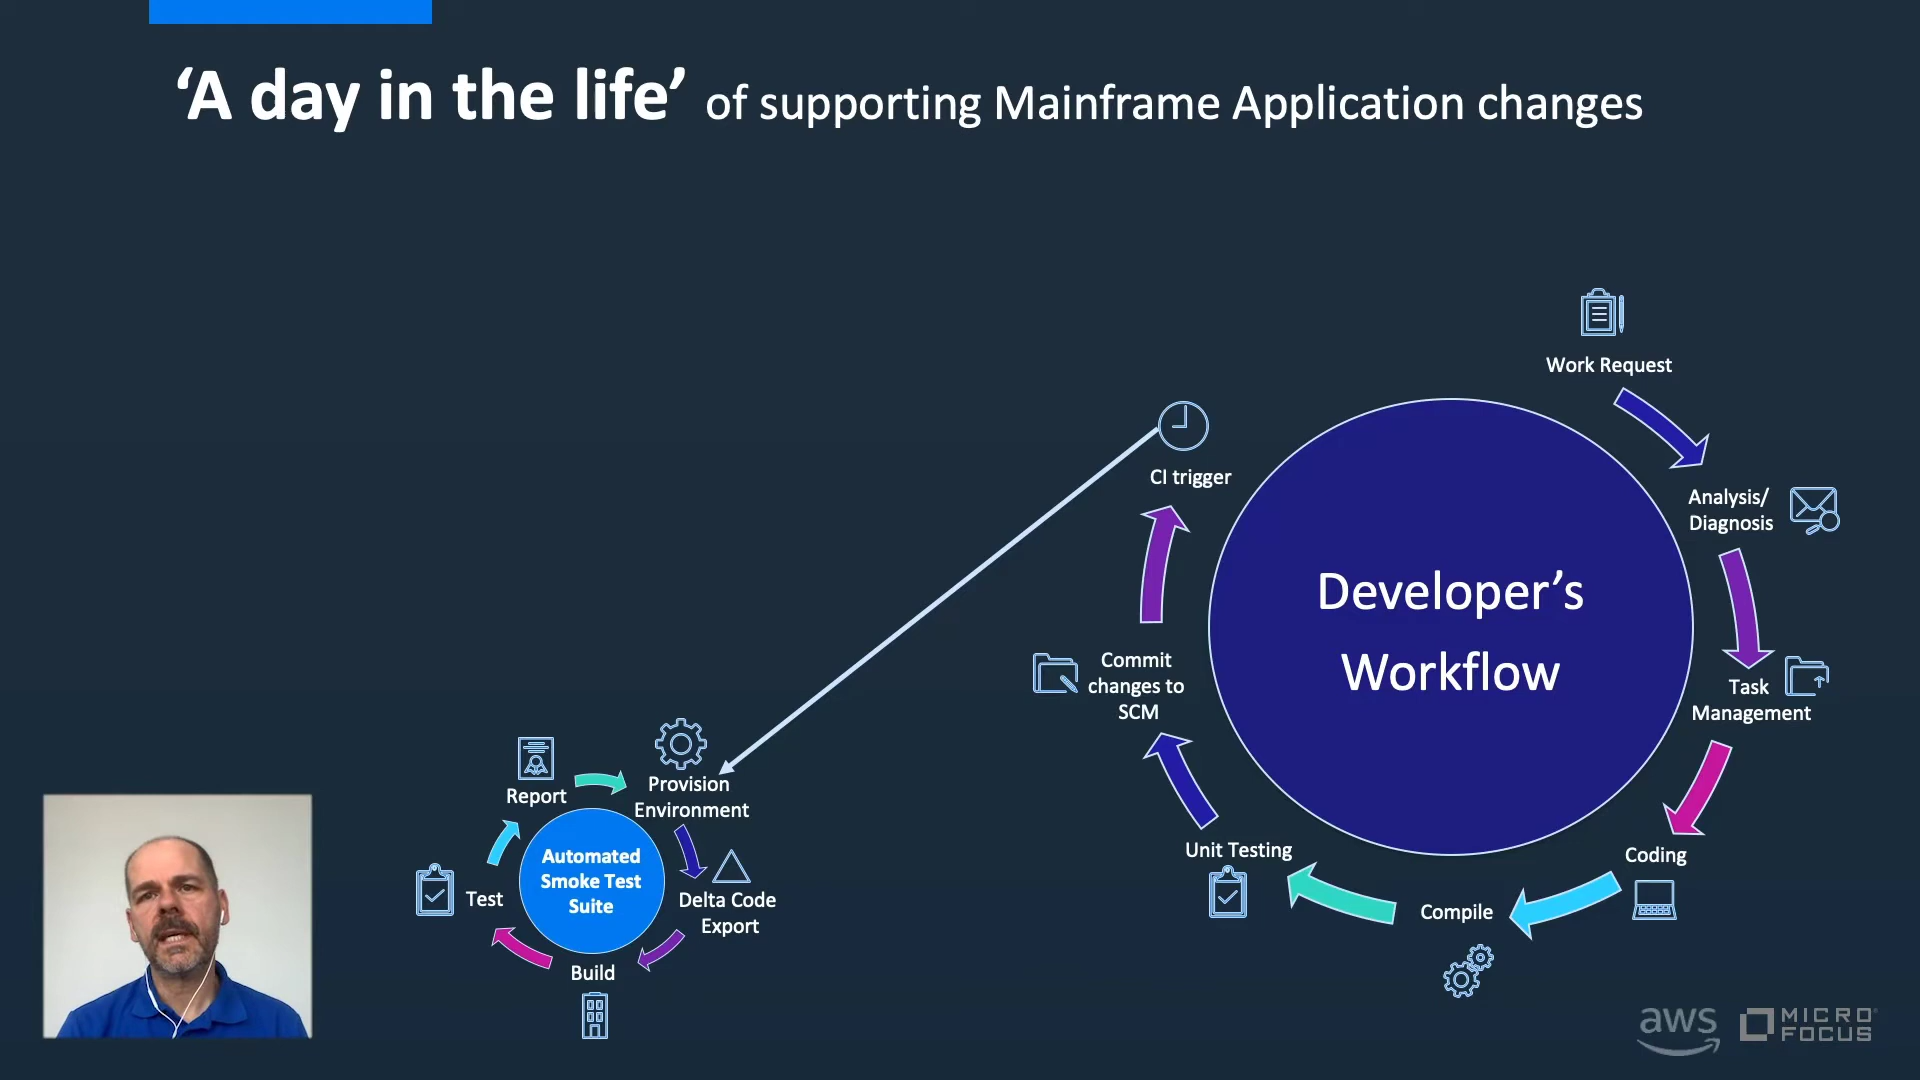 ‘A day in the life’ of supporting Mainframe Application changes
Work Request
Analysis/
Diagnosis
Task
Management
Coding
Compile
Unit Testing
Commit
changes to
SCM
CI trigger
Developer’s
Workflow
Provision
Environment
Delta Code
Export
Build
Test
Report
Automated
Smoke Test
Suite
aws
MICRO
FOCUS